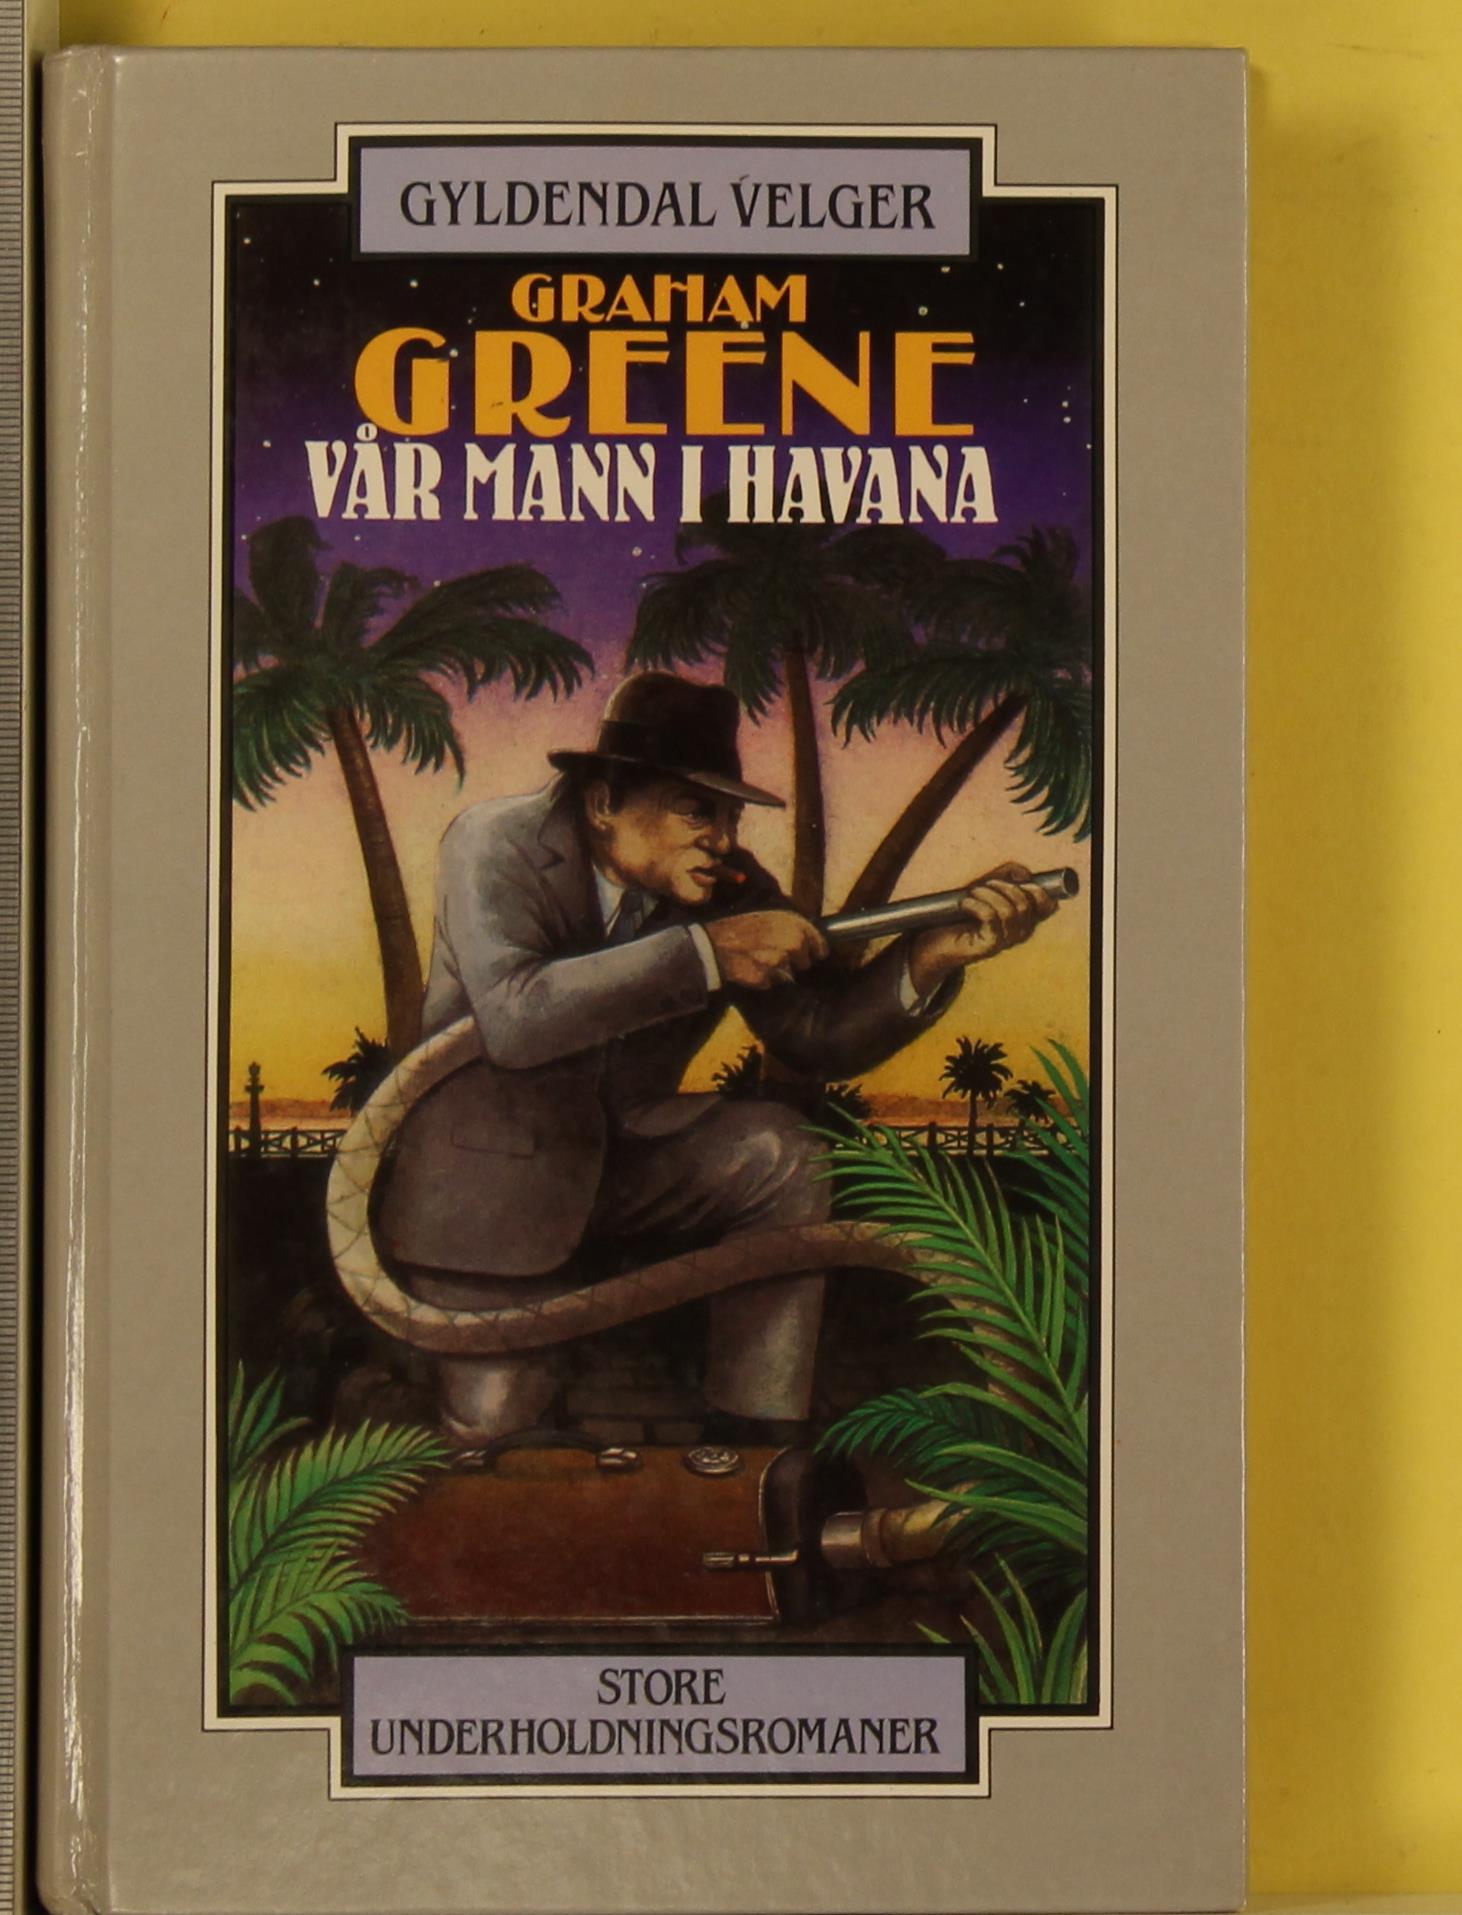 GYLDENDAL VELGER
GRAHAM
GREENE
VÅR MANN I HAVANA
STORE
UNDERHOLDNINGSROMANER